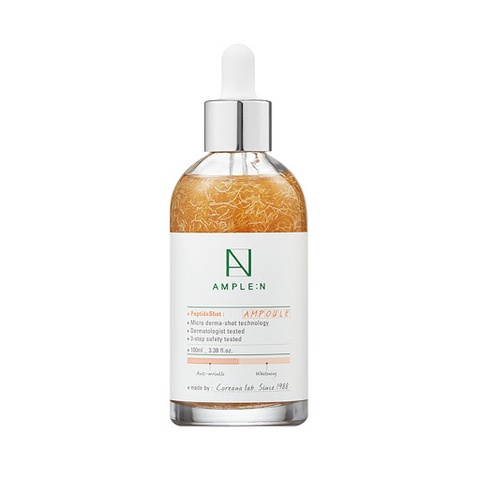 AMPLE:N
+ PeptideShot : AMPOULE
+ Micro derma-shot technology
+ Dermatologist tested
+ 3-step safety tested
+ 100ml _ 3.38 fl.oz.
Anti-wrinkle Whitening
+ made by : Coreana lab. Since 1988